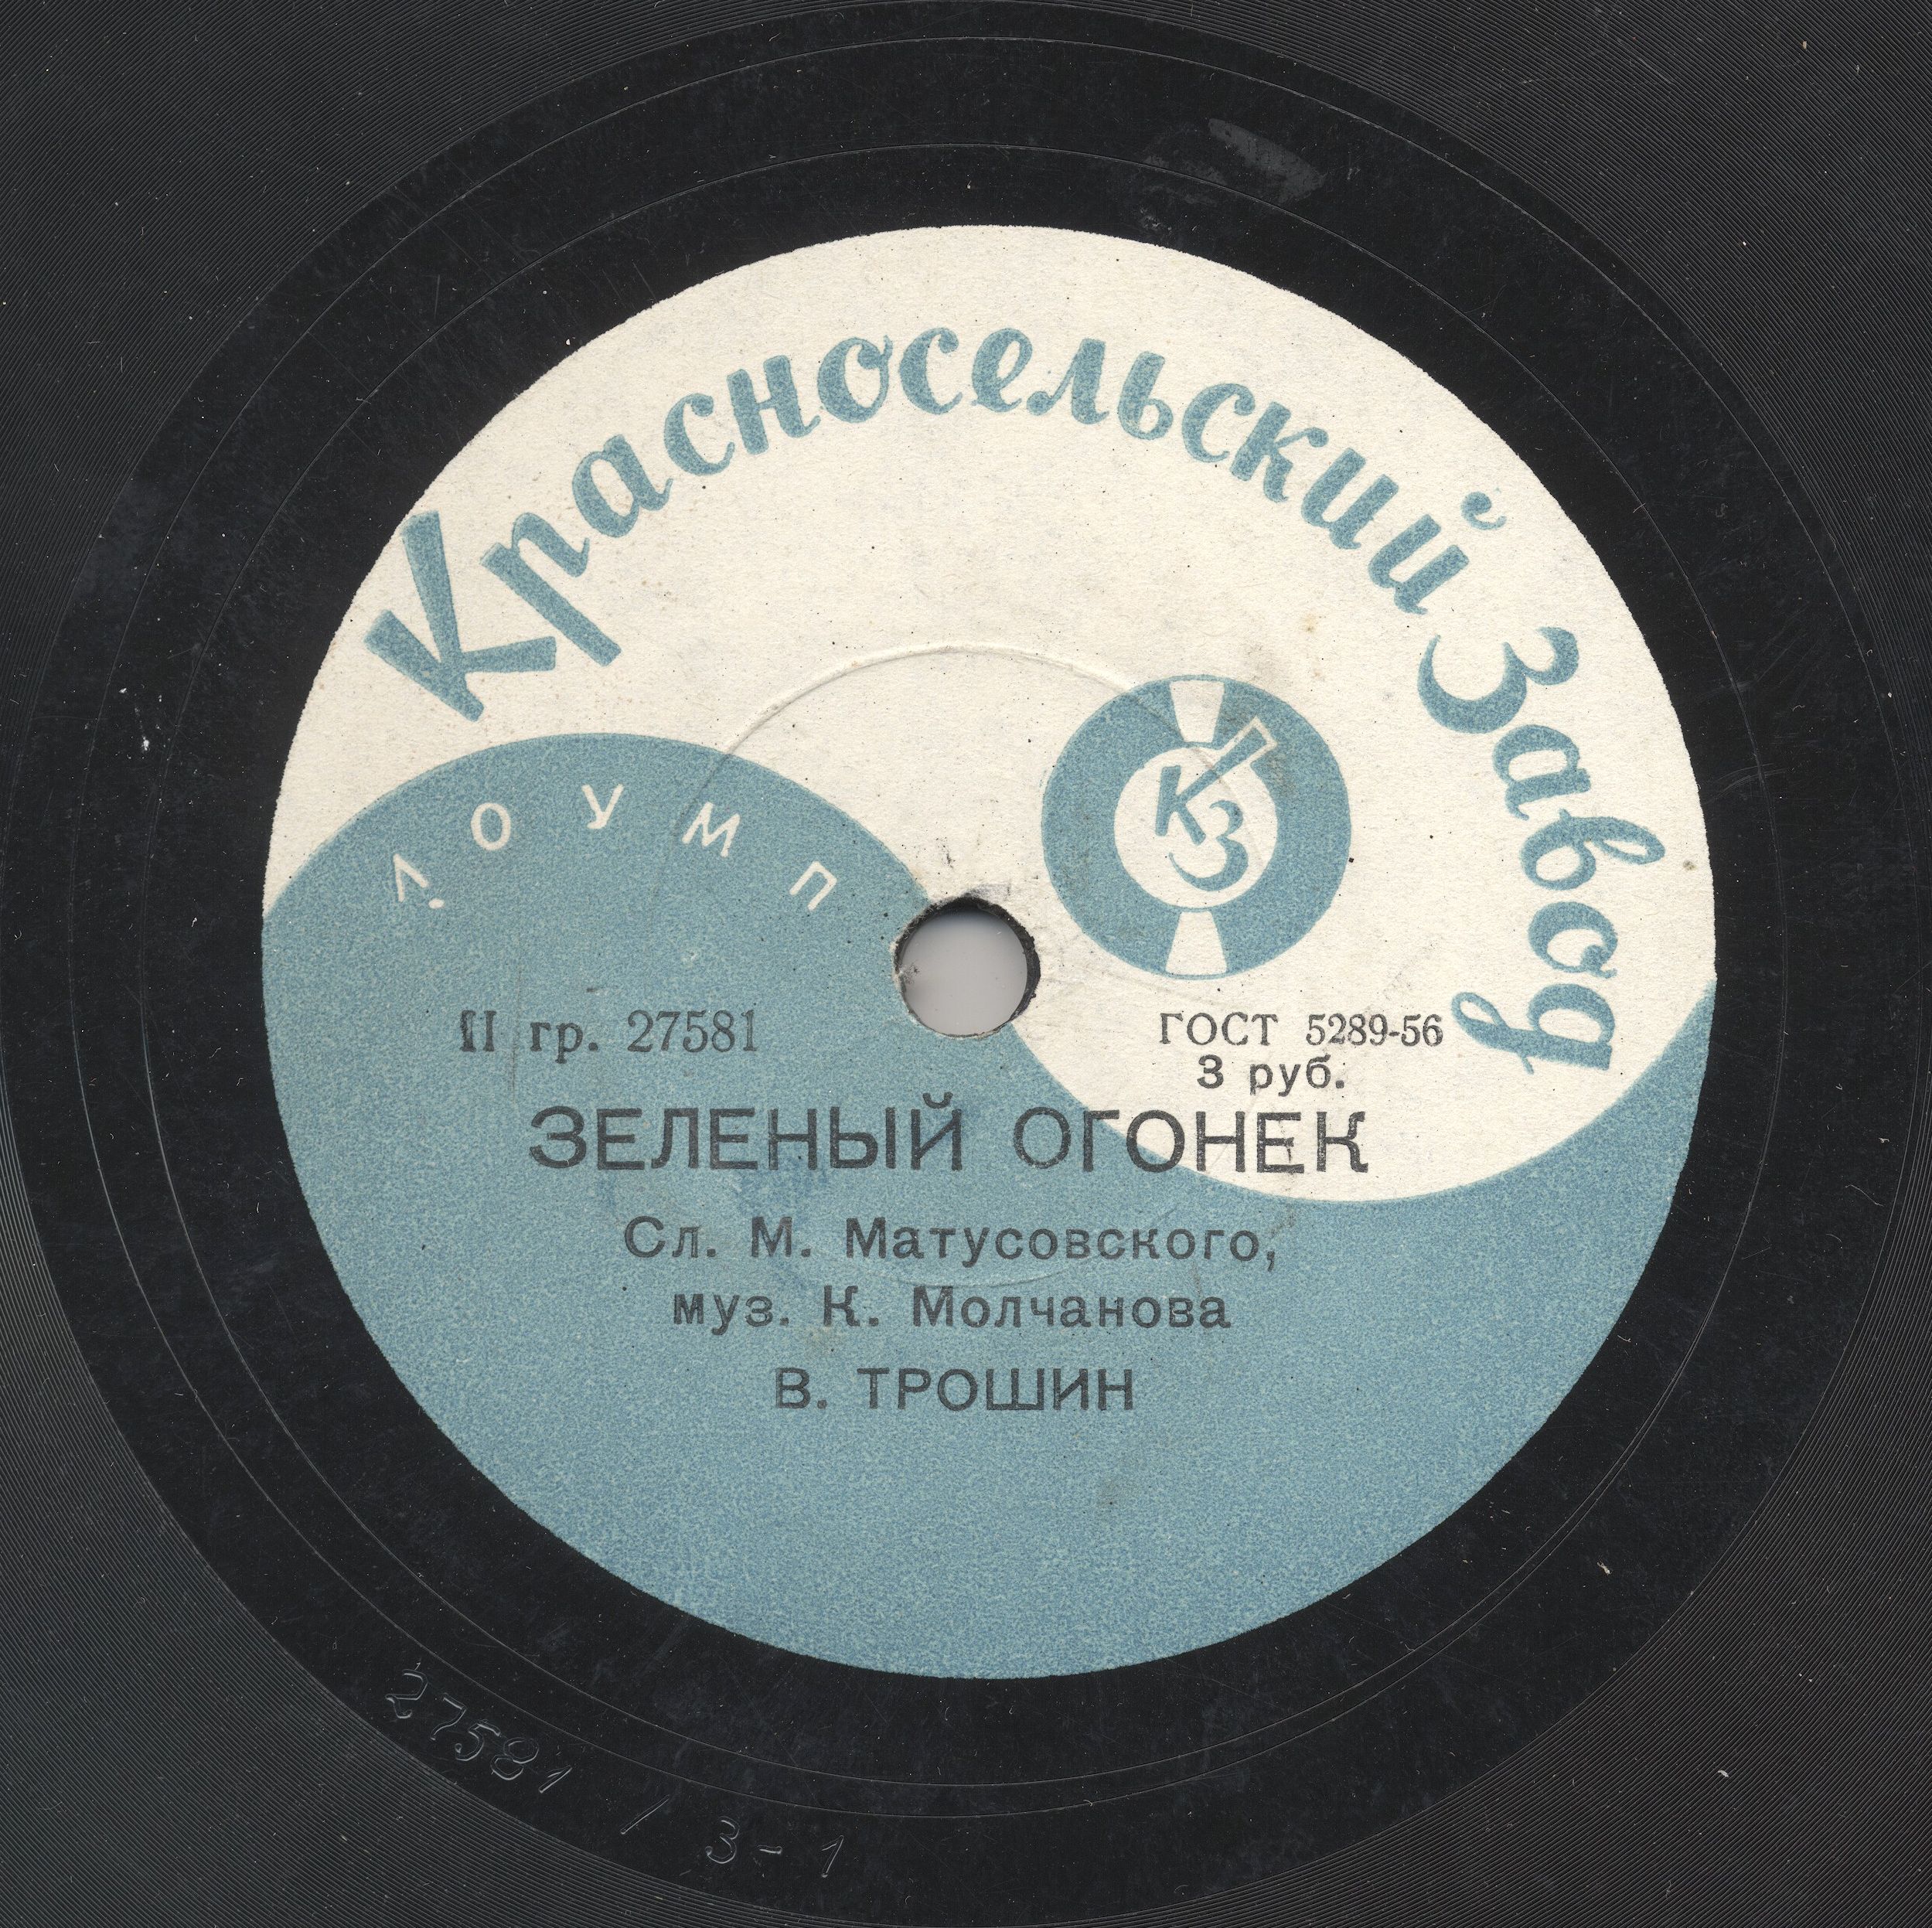 Красносельский Завод
Л.ОУМП
КЗ
II гр. 27581
ГОСТ 5289-56
3 руб.
ЗЕЛЕНЫЙ ОГОНЕК
Сл. М. Матусовского,
муз. К. Молчанова
В. ТРОШИН
27581 / 3-1